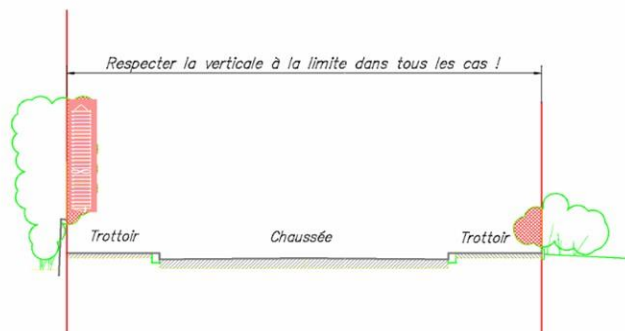 Respecter la verticale à la limite dans tous les cas !
Trottoir
Chaussée
Trottoir